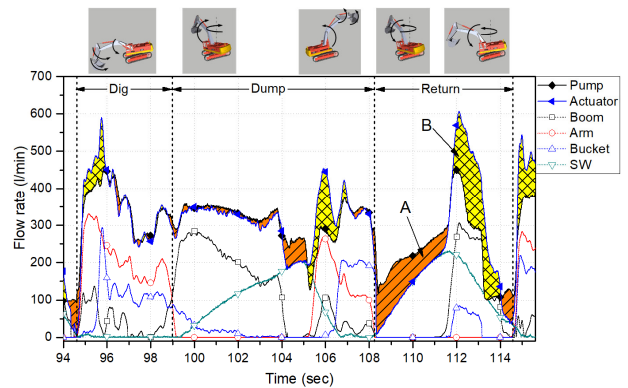 700
600
500
400
300
200
100
0
Flow rate (l/min)
Dig
Dump
Return
B
A
94 96 98 100 102 104 106 108 110 112 114
Time (sec)
Pump
Actuator
Boom
Arm
Bucket
SW